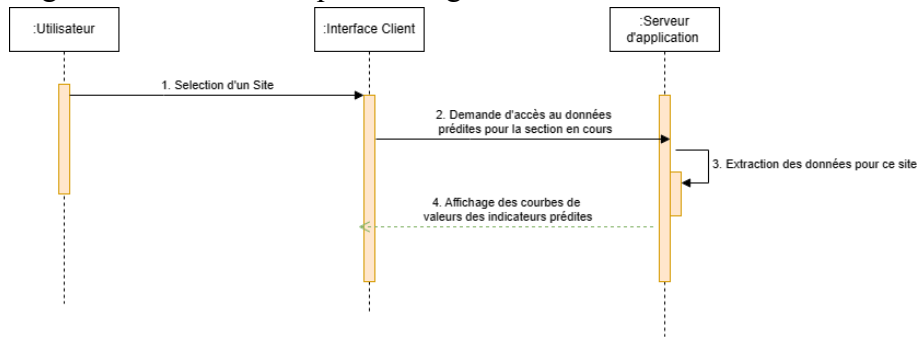 :Utilisateur
:Interface Client
:Serveur
d'application
1. Selection d'un Site
2. Demande d'accès au données
prédites pour la section en cours
3. Extraction des données pour ce site
4. Affichage des courbes de
valeurs des indicateurs prédites